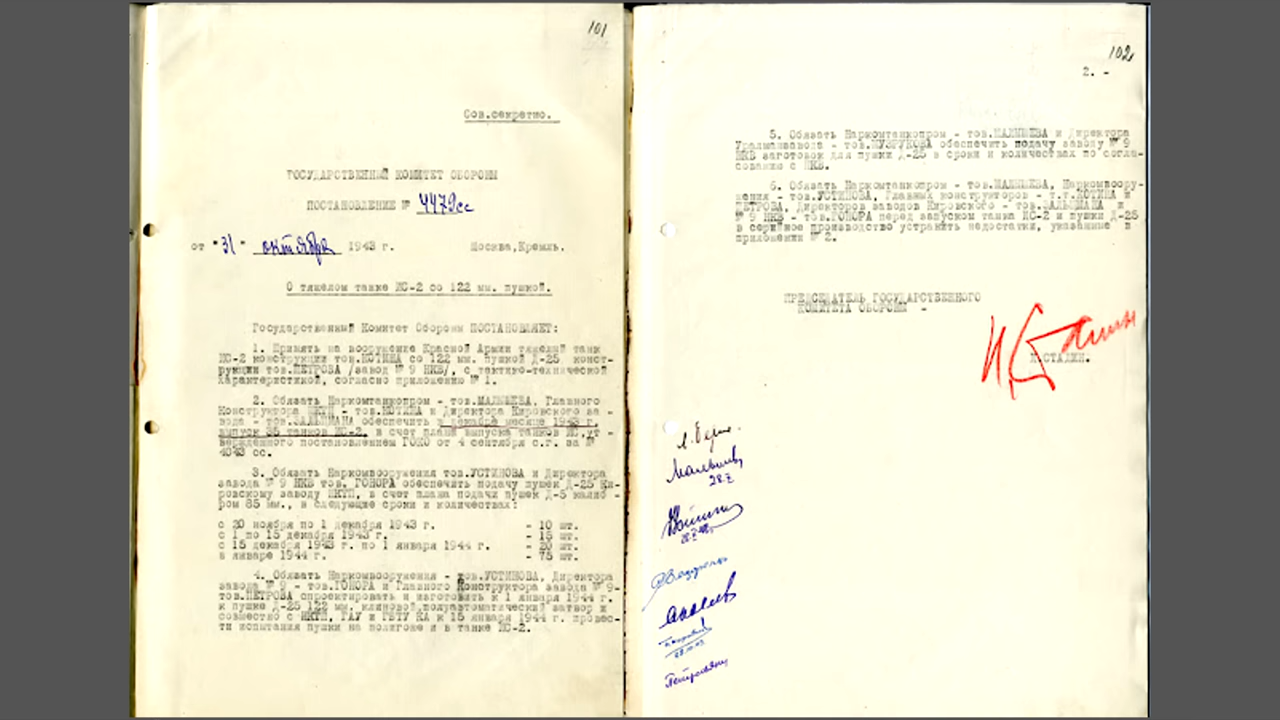 101
Сов.секретно.
ГОСУДАРСТВЕННЫЙ КОМИТЕТ ОБОРОНЫ
ПОСТАНОВЛЕНИЕ № 4479сс
от "31" октября 1943 г. Москва,Кремль.
О тяжелом танке ИС-2 со 122 мм. пушкой.
Государственный Комитет Обороны ПОСТАНОВЛЯЕТ:
1. Принять на вооружение Красной Армии тяжелый танк
ИС-2 конструкции тов.КОТИНА со 122 мм. пушкой Д-25 конст-
рукции тов.ПЕТРОВА /завод № 9 НКВ/, с тактико-технической
характеристикой, согласно приложению № 1.
2. Обязать Наркомтанкопром - тов.МАЛЫШЕВА, Главного
Конструктора НКТП - тов.КОТИНА и Директора Кировского за -
вода - тов.ЗАЛЬЦМАНА обеспечить в декабре месяце 1943 г.
выпуск 35 танков ИС-2, в счет плана выпуска танков ИС,ут -
вержденного постановлением ГОКО от 4 сентября с.г. за №
4043 сс.
3. Обязать Наркомвооружения тов.УСТИНОВА и Директора
завода № 9 НКВ тов. ГОНОРА обеспечить подачу пушек Д-25 Ки-
ровскому заводу НКТП, в счет плана подачи пушек Д-5 калиб -
ром 85 мм., в следующие сроки и количествах:
с 20 ноября по 1 декабря 1943 г. - 10 шт.
с 1 по 15 декабря 1943 г. - 15 шт.
с 15 декабря 1943 г. по 1 января 1944 г. - 20 шт.
в январе 1944 г. - 75 шт.
4. Обязать Наркомвооружения - тов.УСТИНОВА, Директора
завода № 9 - тов.ГОНОРА и Главного Конструктора завода № 9-
тов.ПЕТРОВА спроектировать и изготовить к 1 января 1944 г.
к пушке Д-25 122 мм. клиновой полуавтоматический затвор и
совместно с НКТП, ГАУ и ГБТУ КА к 15 января 1944 г. провес-
ти испытания пушки на полигоне и в танке ИС-2.
102
2. -
5. Обязать Наркомтанкопром - тов.МАЛЫШЕВА и Директора
Уралмашзавода - тов.МУЗРУКОВА обеспечить подачу заводу № 9
НКВ заготовок для пушки Д-25 в сроки и количествах по согла-
сованию с НКВ.
6. Обязать Наркомтанкопром - тов.МАЛЫШЕВА, Наркомвоору-
жения - тов.УСТИНОВА, Главных конструкторов - т.т.КОТИНА и
ПЕТРОВА, Директоров заводов Кировского - тов.ЗАЛЬЦМАНА и
№ 9 НКВ - тов.ГОНОРА перед запуском танка ИС-2 и пушки Д-25
в серийное производство устранить недостатки, указанные в
приложении № 2.
ПРЕДСЕДАТЕЛЬ ГОСУДАРСТВЕННОГО
КОМИТЕТА ОБОРОНЫ -
И.Сталин
И.СТАЛИН.
Малышев